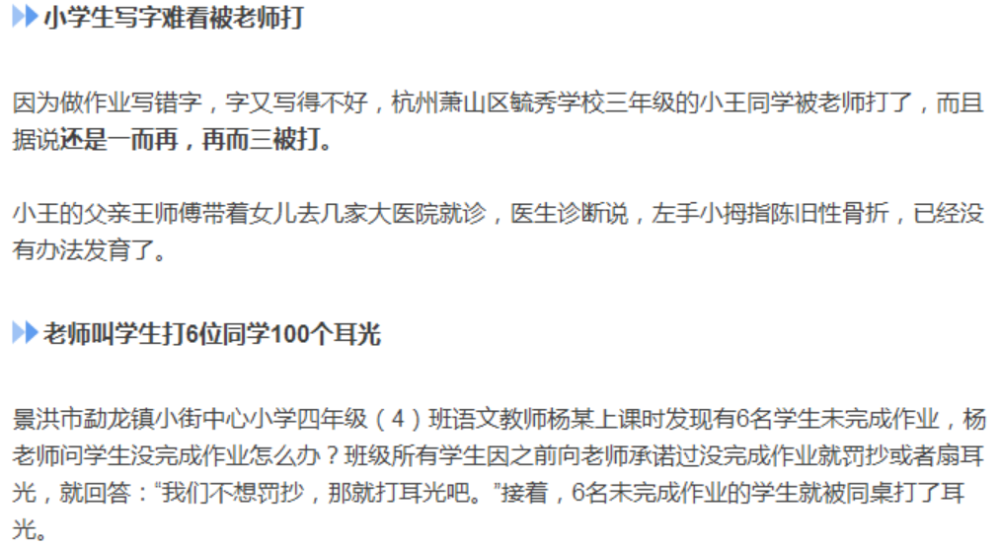 小学生写字难看被老师打
因为做作业写错字，字又写得不好，杭州萧山区毓秀学校三年级的小王同学被老师打了，而且
据说还是一而再，再而三被打。
小王的父亲王师傅带着女儿去几家大医院就诊，医生诊断说，左手小拇指陈旧性骨折，已经没
有办法发育了。
老师叫学生打6位同学100个耳光
景洪市勐龙镇小街中心小学四年级（4）班语文教师杨某上课时发现有6名学生未完成作业，杨
老师问学生没完成作业怎么办？班级所有学生因之前向老师承诺过没完成作业就罚抄或者扇耳
光，就回答：“我们不想罚抄，那就打耳光吧。”接着，6名未完成作业的学生就被同桌打了耳
光。